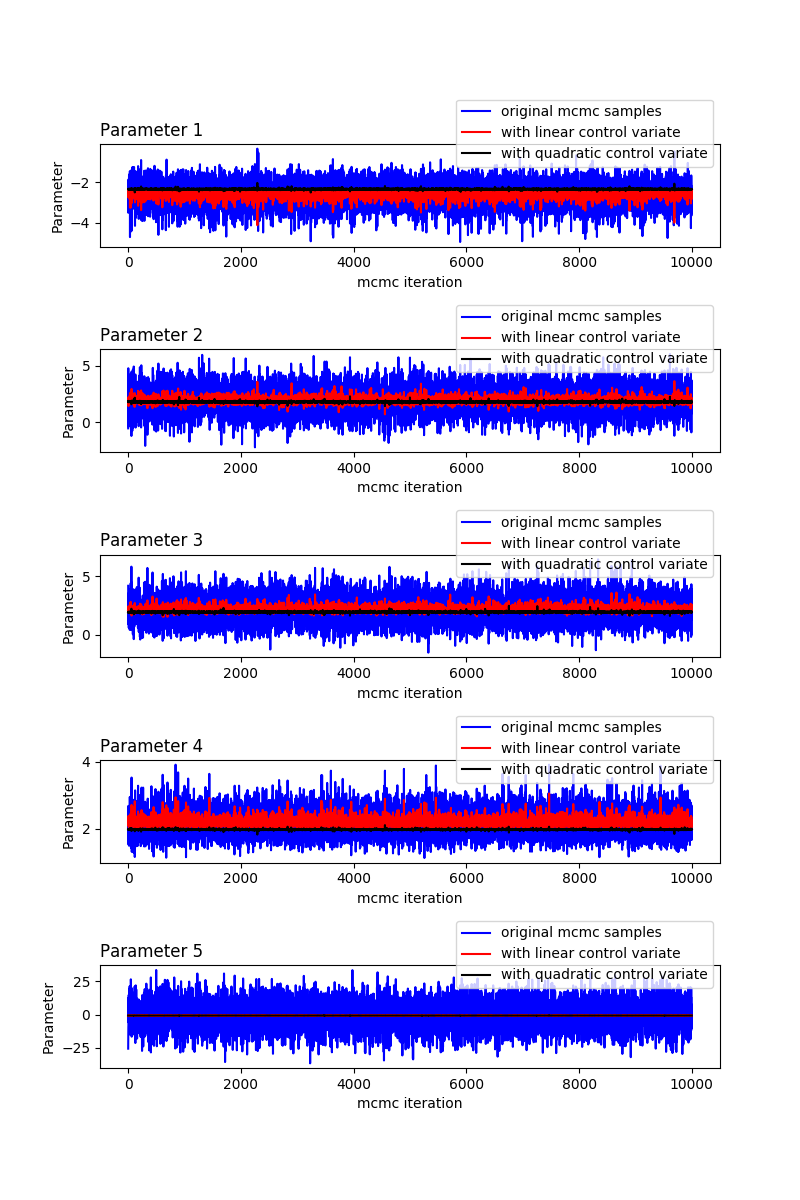 original mcmc samples
with linear control variate
with quadratic control variate
Parameter 1
Parameter
−2
−4
0 2000 4000 6000 8000 10000
mcmc iteration
original mcmc samples
with linear control variate
with quadratic control variate
Parameter 2
Parameter
5
0
0 2000 4000 6000 8000 10000
mcmc iteration
original mcmc samples
with linear control variate
with quadratic control variate
Parameter 3
Parameter
5
0
0 2000 4000 6000 8000 10000
mcmc iteration
original mcmc samples
with linear control variate
with quadratic control variate
Parameter 4
Parameter
4
2
0 2000 4000 6000 8000 10000
mcmc iteration
original mcmc samples
with linear control variate
with quadratic control variate
Parameter 5
Parameter
25
0
−25
0 2000 4000 6000 8000 10000
mcmc iteration